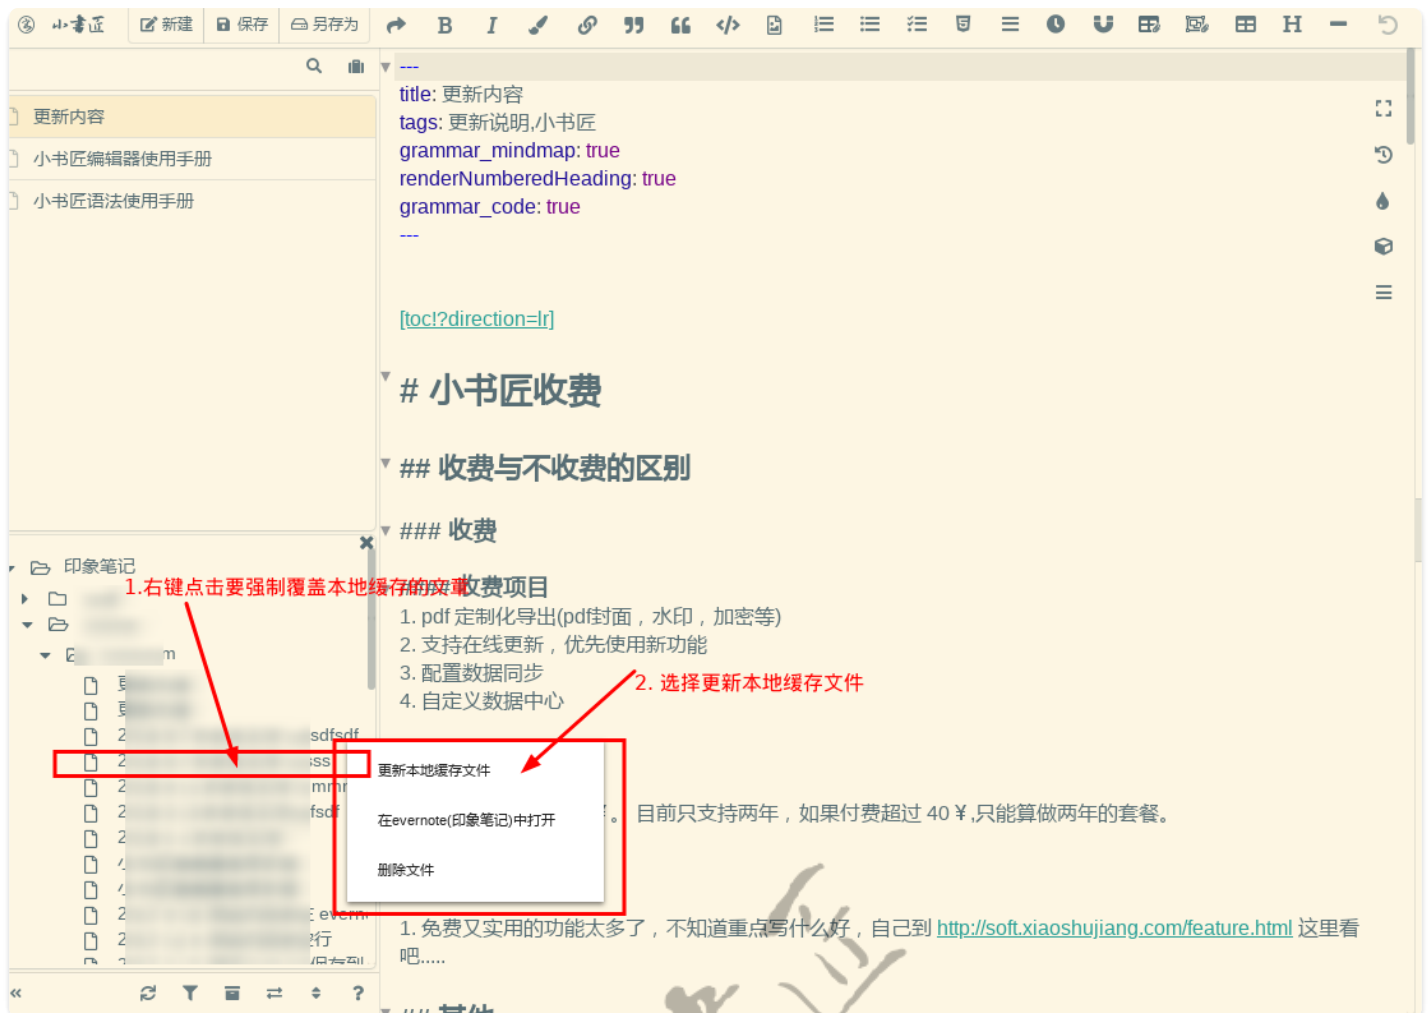 小书匠 新建 保存 另存为
更新内容
小书匠编辑器使用手册
小书匠语法使用手册
---
title: 更新内容
tags: 更新说明,小书匠
grammar_mindmap: true
renderNumberedHeading: true
grammar_code: true
---
[toc!?direction=lr]
# 小书匠收费
## 收费与不收费的区别
### 收费
#### 收费项目
1. pdf 定制化导出(pdf封面，水印，加密等)
2. 支持在线更新，优先使用新功能
3. 配置数据同步
4. 自定义数据中心
。 目前只支持两年，如果付费超过 40 ¥ ,只能算做两年的套餐。
1. 免费又实用的功能太多了，不知道重点写什么好，自己到 http://soft.xiaoshujiang.com/feature.html 这里看
吧.....
## 其他
印象笔记
1.右键点击要强制覆盖本地缓存的文章
2. 选择更新本地缓存文件
m
sdfsdf
sss
mmr
fsdf
更新本地缓存文件
在evernote(印象笔记)中打开
删除文件